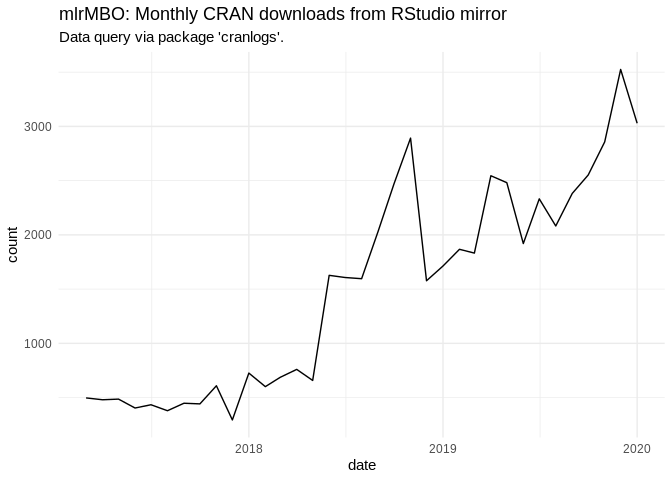 mlrMBO: Monthly CRAN downloads from RStudio mirror
Data query via package 'cranlogs'.
3000
2000
1000
count
2018 2019 2020
date